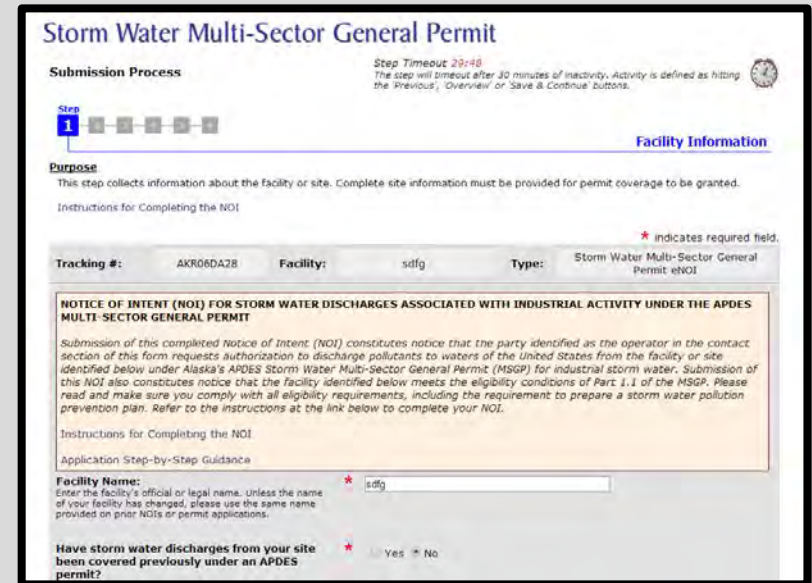 Storm Water Multi-Sector General Permit
Submission Process
Step Timeout 29:48
The step will timeout after 30 minutes of inactivity. Activity is defined as hitting
the 'Previous', 'Overview' or 'Save & Continue' buttons.
Step
1
Facility Information
Purpose
This step collects information about the facility or site. Complete site information must be provided for permit coverage to be granted.
Instructions for Completing the NOI
* indicates required field.
Tracking #: AKR06DA28 Facility: sdfg Type: Storm Water Multi-Sector General
Permit eNOI
NOTICE OF INTENT (NOI) FOR STORM WATER DISCHARGES ASSOCIATED WITH INDUSTRIAL ACTIVITY UNDER THE APDES
MULTI-SECTOR GENERAL PERMIT
Submission of this completed Notice of Intent (NOI) constitutes notice that the party identified as the operator in the contact
section of this form requests authorization to discharge pollutants to waters of the United States from the facility or site
identified below under Alaska's APDES Storm Water Multi-Sector General Permit (MSGP) for industrial storm water. Submission of
this NOI also constitutes notice that the facility identified below meets the eligibility conditions of Part 1.1 of the MSGP. Please
read and make sure you comply with all eligibility requirements, including the requirement to prepare a storm water pollution
prevention plan. Refer to the instructions at the link below to complete your NOI.
Instructions for Completing the NOI
Application Step-by-Step Guidance
Facility Name: * sdfg
Enter the facility's official or legal name. Unless the name
of your facility has changed, please use the same name
provided on prior NOIs or permit applications.
Have storm water discharges from your site * Yes No
been covered previously under an APDES
permit?